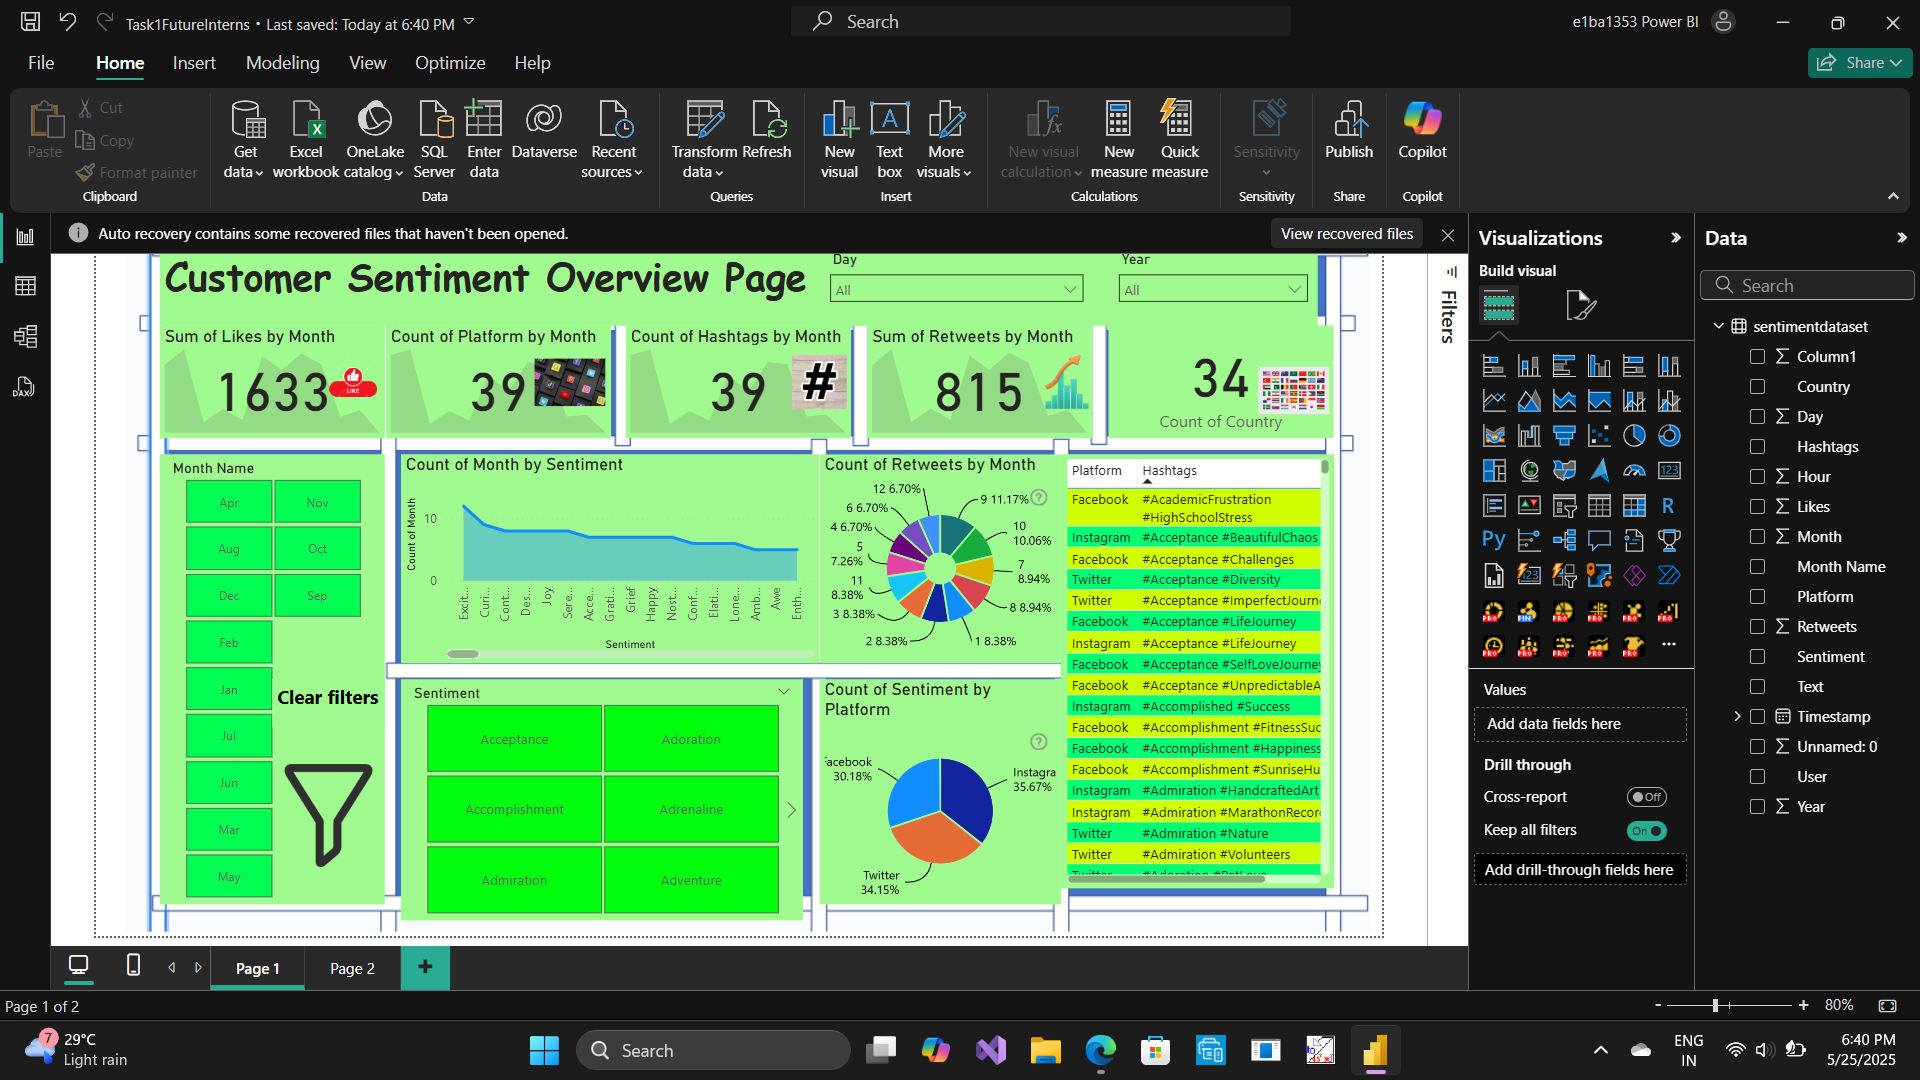 Task1FutureInterns • Last saved: Today at 6:40 PM
Search
e1ba1353 Power BI
File
Home
Insert
Modeling
View
Optimize
Help
Share
Paste
Cut
Copy
Format painter
Clipboard
Get data
Excel workbook
OneLake catalog
SQL Server
Enter data
Dataverse
Recent sources
Data
Transform data
Refresh
Queries
New visual
Text box
More visuals
Insert
New visual calculation
New measure
Quick measure
Calculations
Sensitivity
Sensitivity
Publish
Share
Copilot
Copilot
Auto recovery contains some recovered files that haven't been opened.
View recovered files
Customer Sentiment Overview Page
Day
All
Year
All
Sum of Likes by Month
1633
LIKE
Count of Platform by Month
39
Count of Hashtags by Month
39
#
Sum of Retweets by Month
815
34
Count of Country
Month Name
Apr
Nov
Aug
Oct
Dec
Sep
Feb
Jan
Jul
Jun
Mar
May
Clear filters
Count of Month by Sentiment
Count of Month
10
0
Excit...
Curi...
Cont...
Des...
Joy
Sere...
Acce...
Grati...
Grief
Happy
Nost...
Conf...
Elati...
Lone...
Amb...
Awe
Enth...
Sentiment
Count of Retweets by Month
12 6.70%
9 11.17%
6 6.70%
10 10.06%
4 6.70%
5 7.26%
7 8.94%
11 8.38%
8 8.94%
3 8.38%
2 8.38%
1 8.38%
Sentiment
Acceptance
Adoration
Accomplishment
Adrenaline
Admiration
Adventure
Count of Sentiment by
Platform
Facebook
30.18%
Instagra
35.67%
Twitter
34.15%
Platform Hashtags
Facebook #AcademicFrustration
#HighSchoolStress
Instagram #Acceptance #BeautifulChaos
Facebook #Acceptance #Challenges
Twitter #Acceptance #Diversity
Twitter #Acceptance #ImperfectJourn
Facebook #Acceptance #LifeJourney
Instagram #Acceptance #LifeJourney
Facebook #Acceptance #SelfLoveJourney
Facebook #Acceptance #UnpredictableA
Instagram #Accomplished #Success
Facebook #Accomplishment #FitnessSuc
Facebook #Accomplishment #Happiness
Facebook #Accomplishment #SunriseHu
Instagram #Admiration #HandcraftedArt
Instagram #Admiration #MarathonRecor
Twitter #Admiration #Nature
Twitter #Admiration #Volunteers
Twitter #Adoration #PetLove
Filters
Visualizations
Build visual
Values
Add data fields here
Drill through
Cross-report
Off
Keep all filters
On
Add drill-through fields here
Data
Search
sentimentdataset
Column1
Country
Day
Hashtags
Hour
Likes
Month
Month Name
Platform
Retweets
Sentiment
Text
Timestamp
Unnamed: 0
User
Year
Page 1
Page 2
Page 1 of 2
80%
7
29°C
Light rain
Search
ENG
IN
6:40 PM
5/25/2025